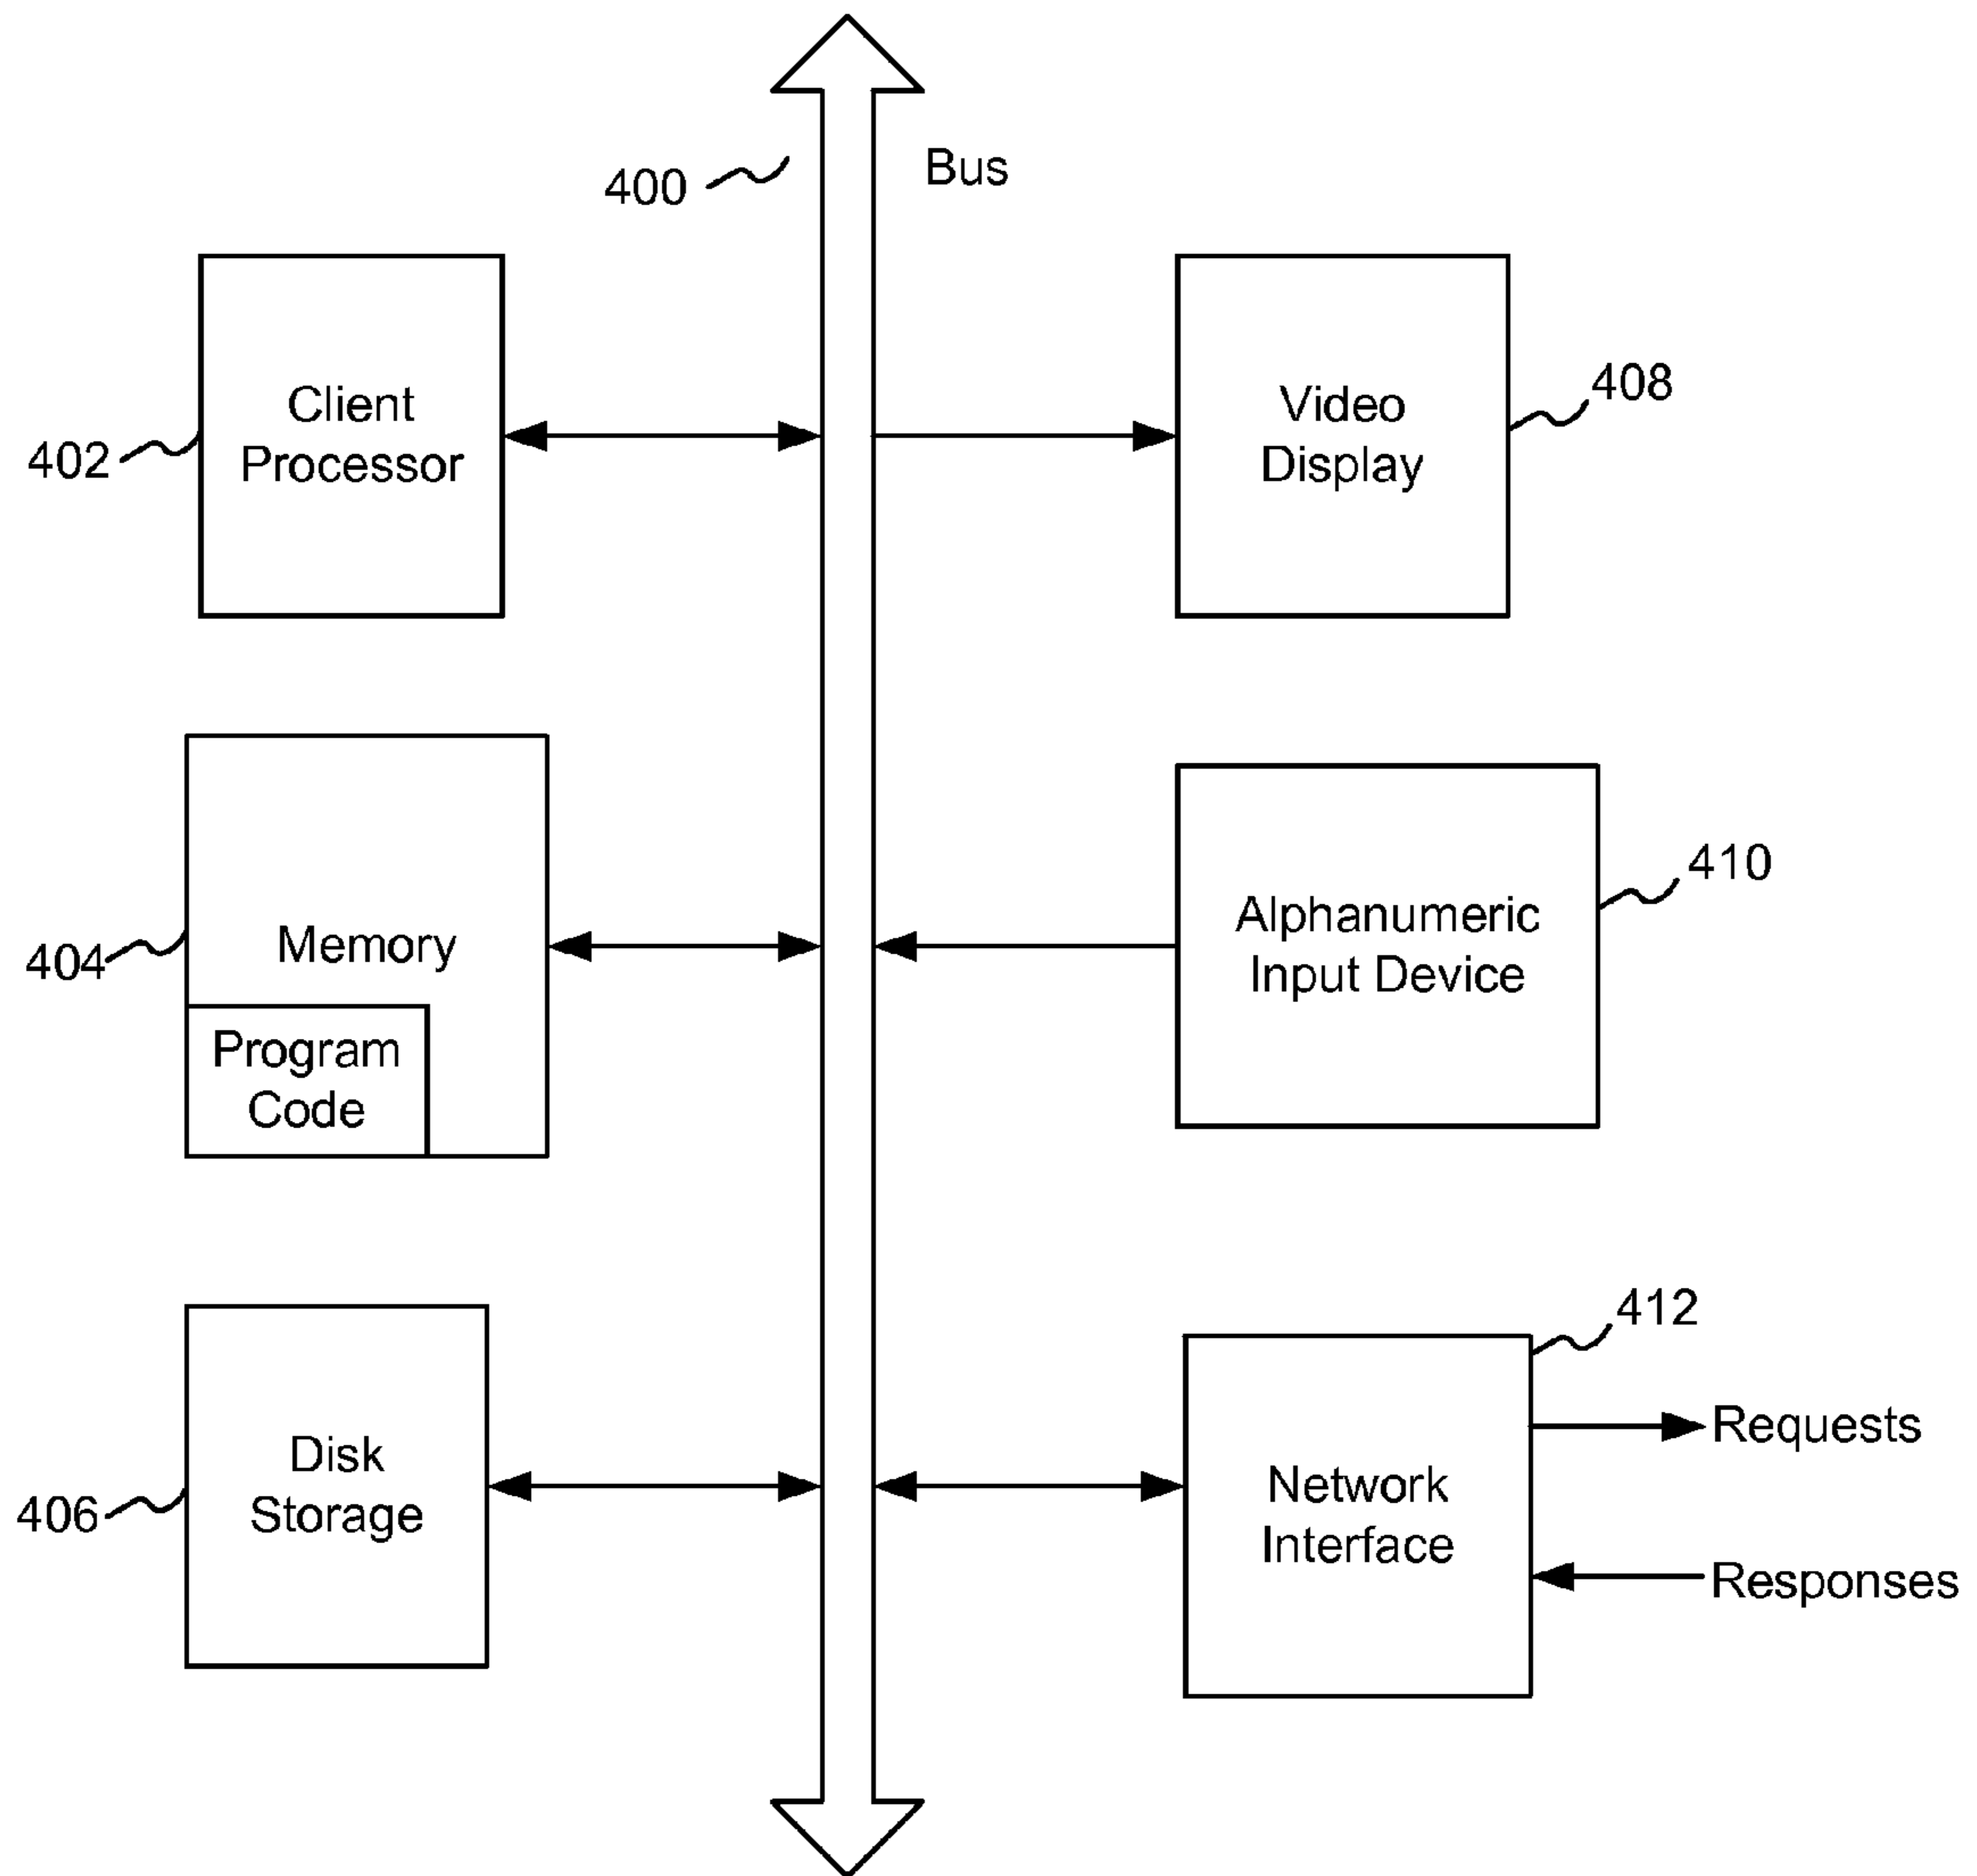 400
Bus
Client
Processor
402
Video
Display
408
Memory
404
Program
Code
Alphanumeric
Input Device
410
Disk
Storage
406
Network
Interface
412
Requests
Responses